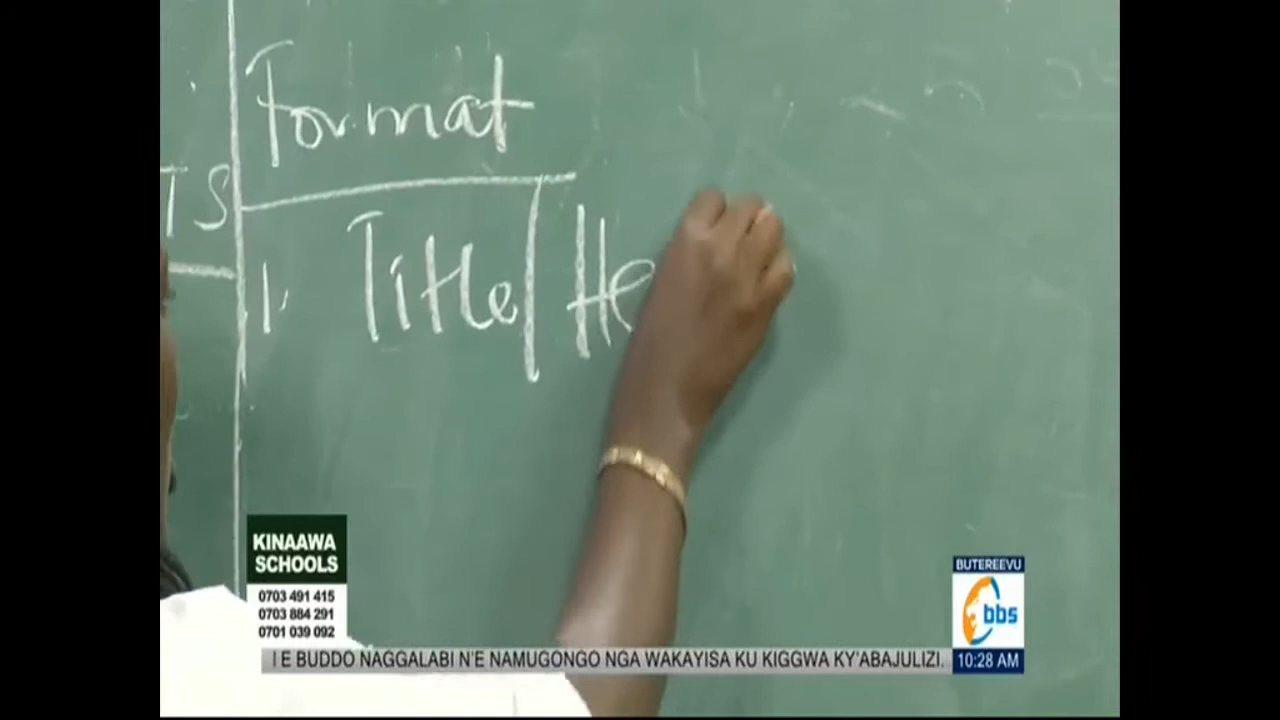 Format
TS
1. Title/He
KINAAWA
SCHOOLS
0703 491 415
0703 884 291
0701 039 092
BUTEREEVU
bbs
I E BUDDO NAGGALABI N'E NAMUGONGO NGA WAKAYISA KU KIGGWA KY'ABAJULIZI.
10:28 AM